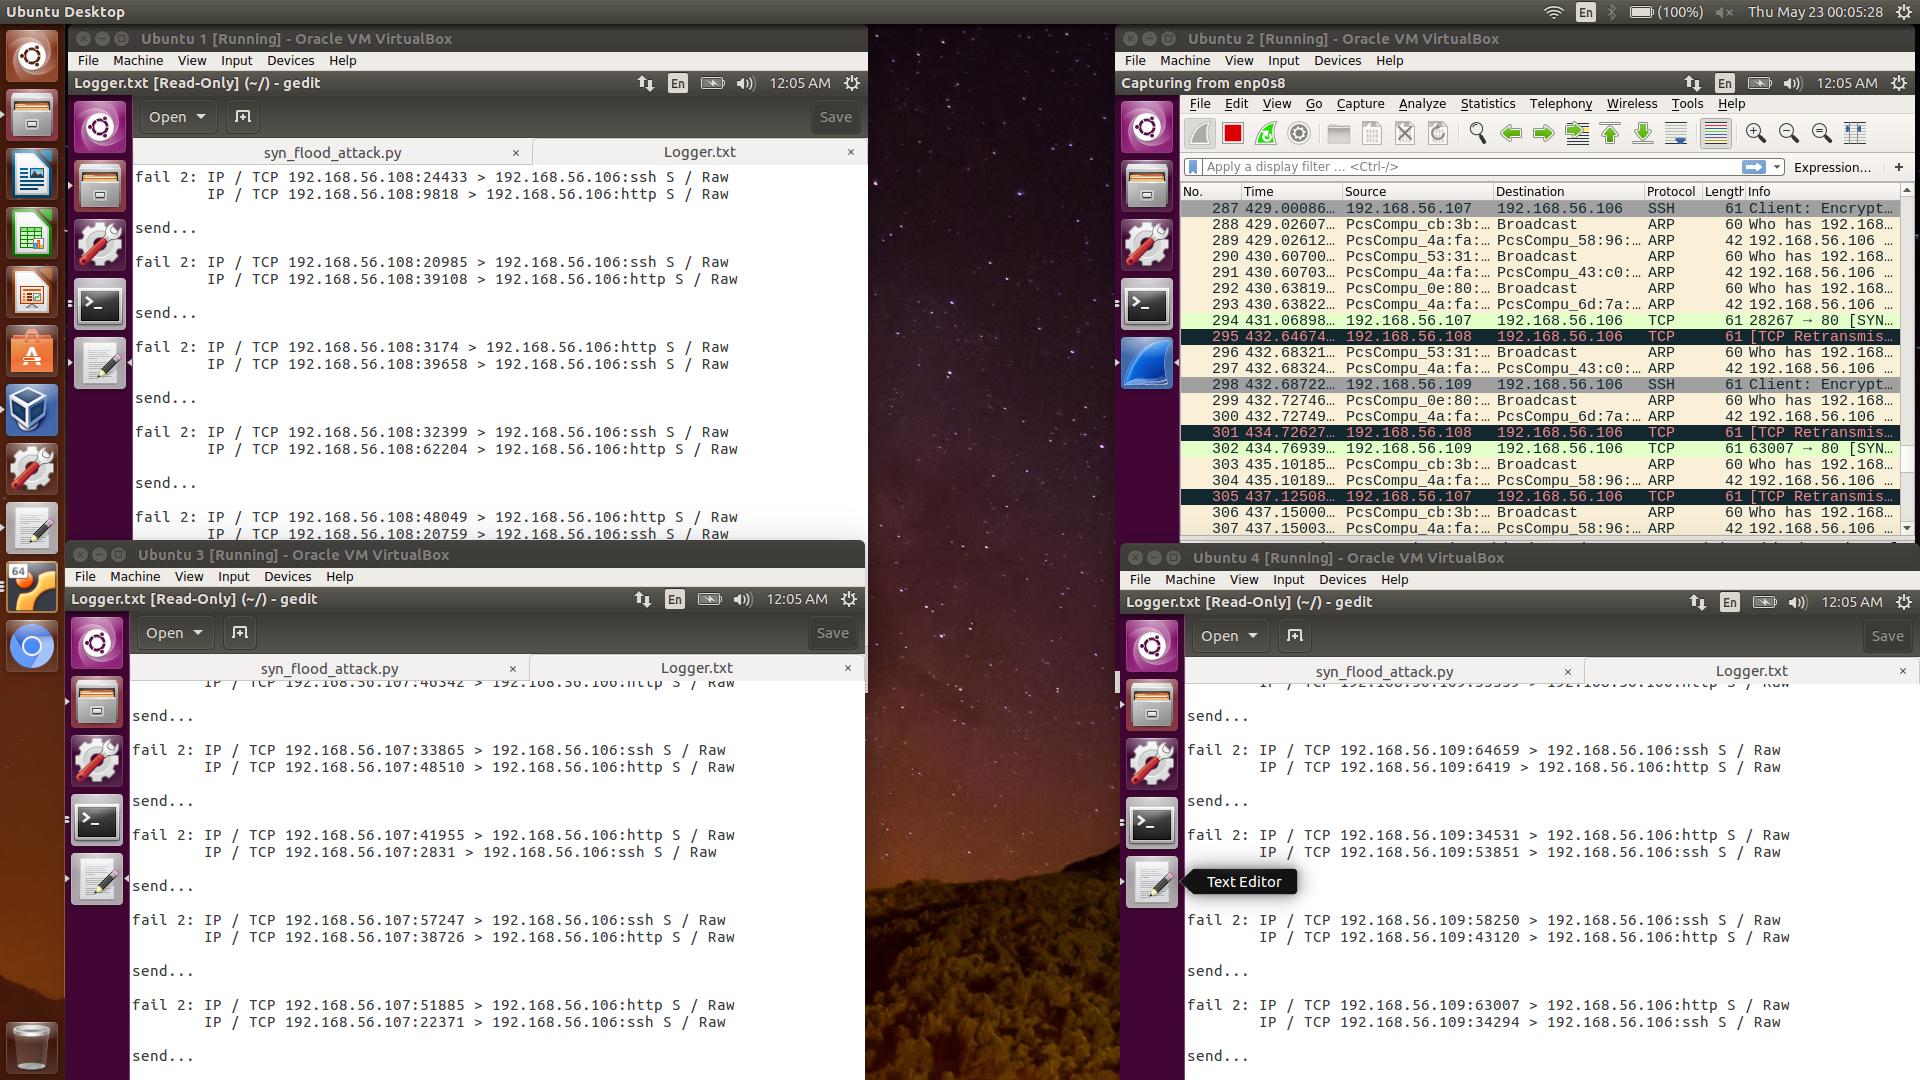 Ubuntu Desktop
En
(100%)
Thu May 23 00:05:28
Ubuntu 1 [Running] - Oracle VM VirtualBox
File Machine View Input Devices Help
Logger.txt [Read-Only] (~/) - gedit
En
12:05 AM
Open
Save
syn_flood_attack.py ×
Logger.txt ×
fail 2: IP / TCP 192.168.56.108:24433 > 192.168.56.106:ssh S / Raw
IP / TCP 192.168.56.108:9818 > 192.168.56.106:http S / Raw
send...
fail 2: IP / TCP 192.168.56.108:20985 > 192.168.56.106:ssh S / Raw
IP / TCP 192.168.56.108:39108 > 192.168.56.106:http S / Raw
send...
fail 2: IP / TCP 192.168.56.108:3174 > 192.168.56.106:http S / Raw
IP / TCP 192.168.56.108:39658 > 192.168.56.106:ssh S / Raw
send...
fail 2: IP / TCP 192.168.56.108:32399 > 192.168.56.106:ssh S / Raw
IP / TCP 192.168.56.108:62204 > 192.168.56.106:http S / Raw
send...
fail 2: IP / TCP 192.168.56.108:48049 > 192.168.56.106:http S / Raw
IP / TCP 192.168.56.108:20759 > 192.168.56.106:ssh S / Raw
Ubuntu 2 [Running] - Oracle VM VirtualBox
File Machine View Input Devices Help
Capturing from enp0s8
En
12:05 AM
File Edit View Go Capture Analyze Statistics Telephony Wireless Tools Help
Apply a display filter ... <Ctrl-/>
Expression... +
No. Time Source Destination Protocol Length Info
287 429.00086... 192.168.56.107 192.168.56.106 SSH 61 Client: Encrypt...
288 429.02607... PcsCompu_cb:3b:... Broadcast ARP 60 Who has 192.168...
289 429.02612... PcsCompu_4a:fa:... PcsCompu_58:96:... ARP 42 192.168.56.106 ...
290 430.60700... PcsCompu_53:31:... Broadcast ARP 60 Who has 192.168...
291 430.60703... PcsCompu_4a:fa:... PcsCompu_43:c0:... ARP 42 192.168.56.106 ...
292 430.63819... PcsCompu_0e:80:... Broadcast ARP 60 Who has 192.168...
293 430.63822... PcsCompu_4a:fa:... PcsCompu_6d:7a:... ARP 42 192.168.56.106 ...
294 431.06898... 192.168.56.107 192.168.56.106 TCP 61 28267 → 80 [SYN...
295 432.64674... 192.168.56.108 192.168.56.106 TCP 61 [TCP Retransmis...
296 432.68321... PcsCompu_53:31:... Broadcast ARP 60 Who has 192.168...
297 432.68324... PcsCompu_4a:fa:... PcsCompu_43:c0:... ARP 42 192.168.56.106 ...
298 432.68722... 192.168.56.109 192.168.56.106 SSH 61 Client: Encrypt...
299 432.72746... PcsCompu_0e:80:... Broadcast ARP 60 Who has 192.168...
300 432.72749... PcsCompu_4a:fa:... PcsCompu_6d:7a:... ARP 42 192.168.56.106 ...
301 434.72627... 192.168.56.108 192.168.56.106 TCP 61 [TCP Retransmis...
302 434.76939... 192.168.56.109 192.168.56.106 TCP 61 63007 → 80 [SYN...
303 435.10185... PcsCompu_cb:3b:... Broadcast ARP 60 Who has 192.168...
304 435.10189... PcsCompu_4a:fa:... PcsCompu_58:96:... ARP 42 192.168.56.106 ...
305 437.12508... 192.168.56.107 192.168.56.106 TCP 61 [TCP Retransmis...
306 437.15000... PcsCompu_cb:3b:... Broadcast ARP 60 Who has 192.168...
307 437.15003... PcsCompu_4a:fa:... PcsCompu_58:96:... ARP 42 192.168.56.106 ...
64
Ubuntu 3 [Running] - Oracle VM VirtualBox
File Machine View Input Devices Help
Logger.txt [Read-Only] (~/) - gedit
En
12:05 AM
Open
Save
syn_flood_attack.py ×
Logger.txt ×
IP / TCP 192.168.56.107:46342 > 192.168.56.106:http S / Raw
send...
fail 2: IP / TCP 192.168.56.107:33865 > 192.168.56.106:ssh S / Raw
IP / TCP 192.168.56.107:48510 > 192.168.56.106:http S / Raw
send...
fail 2: IP / TCP 192.168.56.107:41955 > 192.168.56.106:http S / Raw
IP / TCP 192.168.56.107:2831 > 192.168.56.106:ssh S / Raw
send...
fail 2: IP / TCP 192.168.56.107:57247 > 192.168.56.106:ssh S / Raw
IP / TCP 192.168.56.107:38726 > 192.168.56.106:http S / Raw
send...
fail 2: IP / TCP 192.168.56.107:51885 > 192.168.56.106:http S / Raw
IP / TCP 192.168.56.107:22371 > 192.168.56.106:ssh S / Raw
send...
Ubuntu 4 [Running] - Oracle VM VirtualBox
File Machine View Input Devices Help
Logger.txt [Read-Only] (~/) - gedit
En
12:05 AM
Open
Save
syn_flood_attack.py ×
Logger.txt ×
IP / TCP > 192.168.56.106:http S / Raw
send...
fail 2: IP / TCP 192.168.56.109:64659 > 192.168.56.106:ssh S / Raw
IP / TCP 192.168.56.109:6419 > 192.168.56.106:http S / Raw
send...
fail 2: IP / TCP 192.168.56.109:34531 > 192.168.56.106:http S / Raw
IP / TCP 192.168.56.109:53851 > 192.168.56.106:ssh S / Raw
Text Editor
fail 2: IP / TCP 192.168.56.109:58250 > 192.168.56.106:ssh S / Raw
IP / TCP 192.168.56.109:43120 > 192.168.56.106:http S / Raw
send...
fail 2: IP / TCP 192.168.56.109:63007 > 192.168.56.106:http S / Raw
IP / TCP 192.168.56.109:34294 > 192.168.56.106:ssh S / Raw
send...